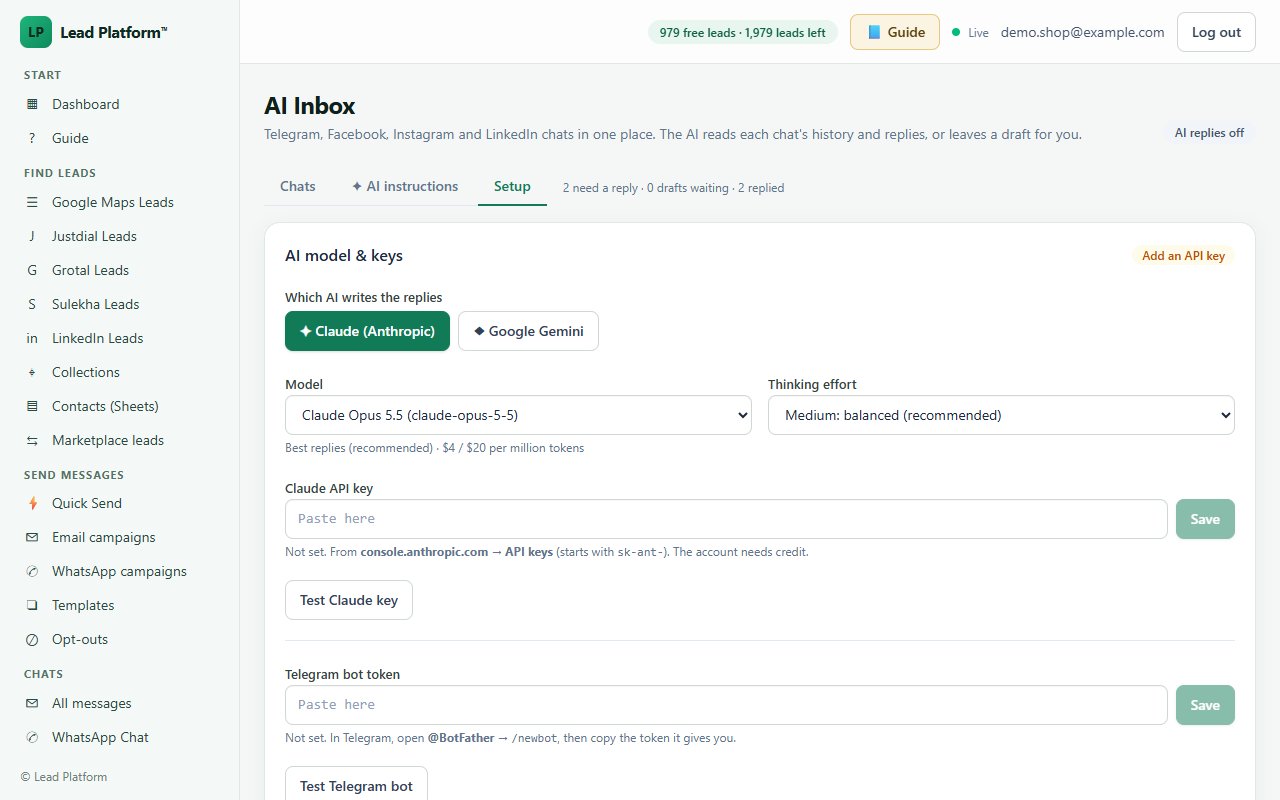 LP Lead Platform™
START
Dashboard
? Guide
FIND LEADS
Google Maps Leads
J Justdial Leads
G Grotal Leads
S Sulekha Leads
in LinkedIn Leads
Collections
Contacts (Sheets)
Marketplace leads
SEND MESSAGES
Quick Send
Email campaigns
WhatsApp campaigns
Templates
Opt-outs
CHATS
All messages
WhatsApp Chat
© Lead Platform
979 free leads · 1,979 leads left
Guide
Live
demo.shop@example.com
Log out
AI Inbox
Telegram, Facebook, Instagram and LinkedIn chats in one place. The AI reads each chat's history and replies, or leaves a draft for you.
AI replies off
Chats
✦ AI instructions
Setup
2 need a reply · 0 drafts waiting · 2 replied
AI model & keys
Add an API key
Which AI writes the replies
✦ Claude (Anthropic)
◆ Google Gemini
Model
Thinking effort
Claude Opus 5.5 (claude-opus-5-5)
Medium: balanced (recommended)
Best replies (recommended) · $4 / $20 per million tokens
Claude API key
Paste here
Save
Not set. From console.anthropic.com → API keys (starts with sk-ant-). The account needs credit.
Test Claude key
Telegram bot token
Paste here
Save
Not set. In Telegram, open @BotFather → /newbot, then copy the token it gives you.
Test Telegram bot